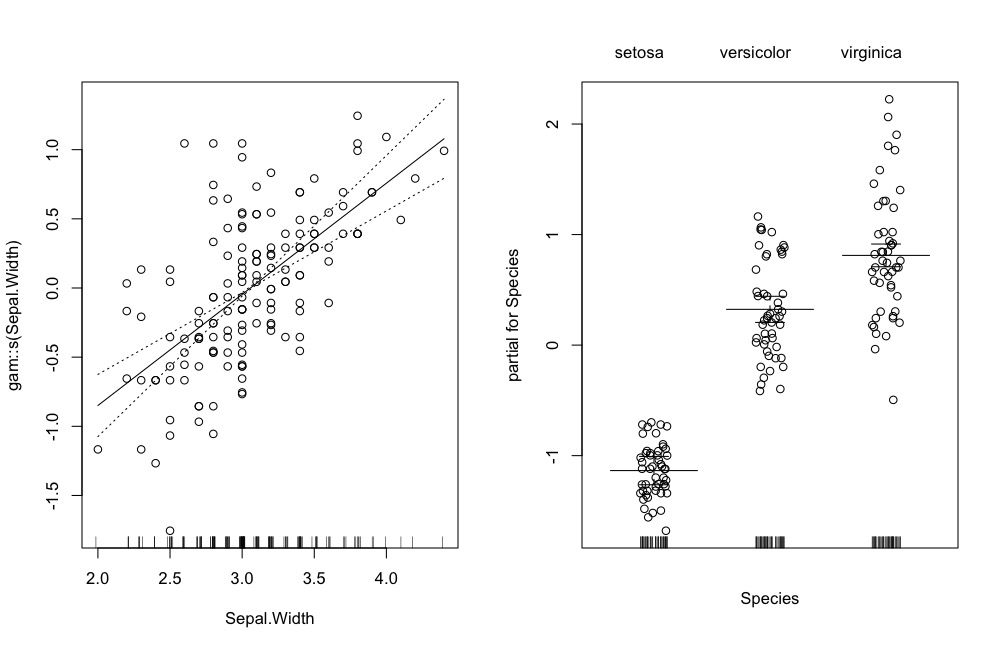 gam::s(Sepal.Width)
1.0
0.5
0.0
-0.5
-1.0
-1.5
2.0 2.5 3.0 3.5 4.0
Sepal.Width
setosa versicolor virginica
partial for Species
2
1
0
-1
Species